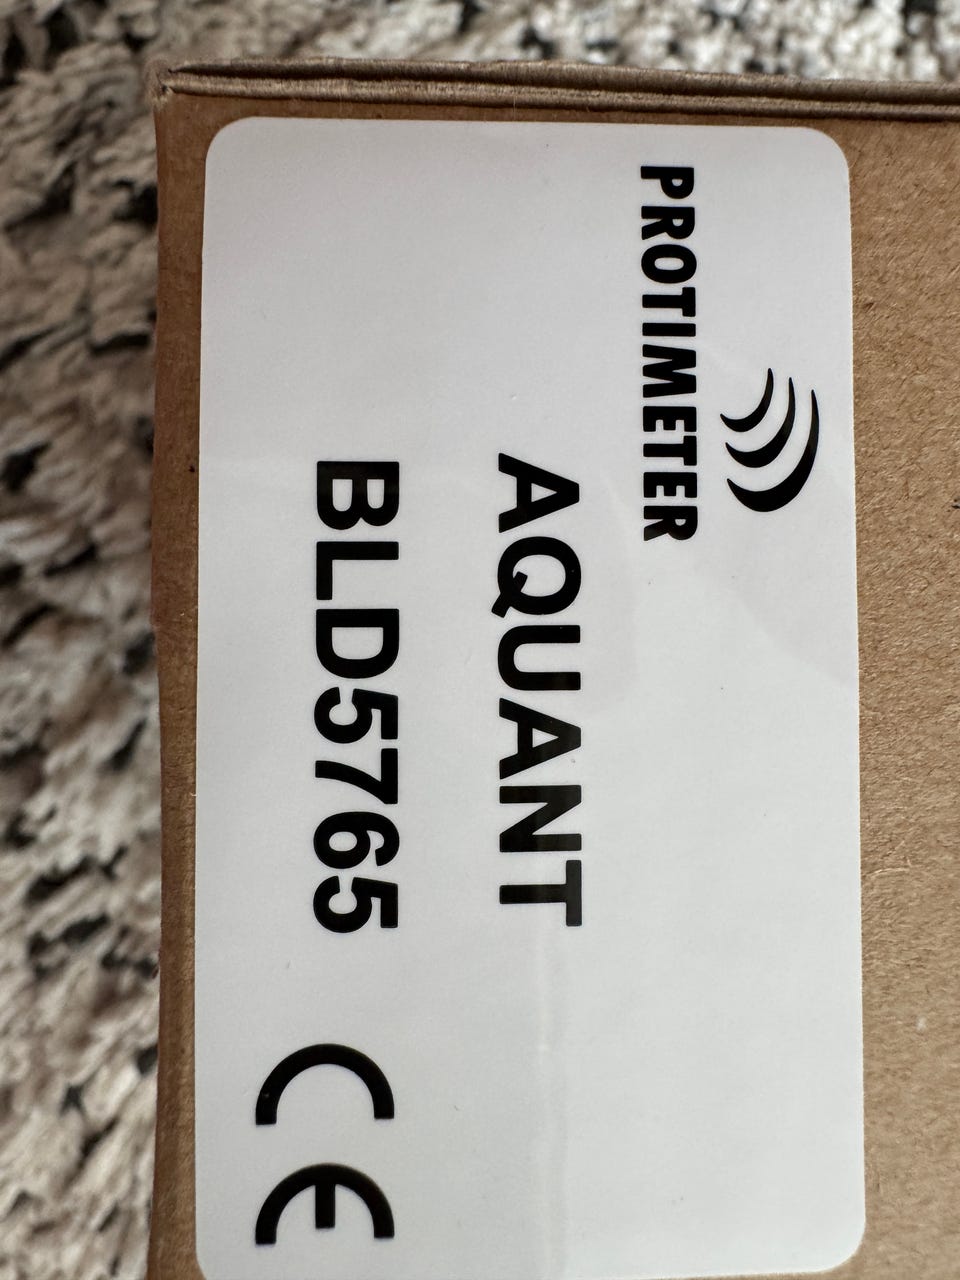 PROTIMETER
AQUANT
BLD5765
CE